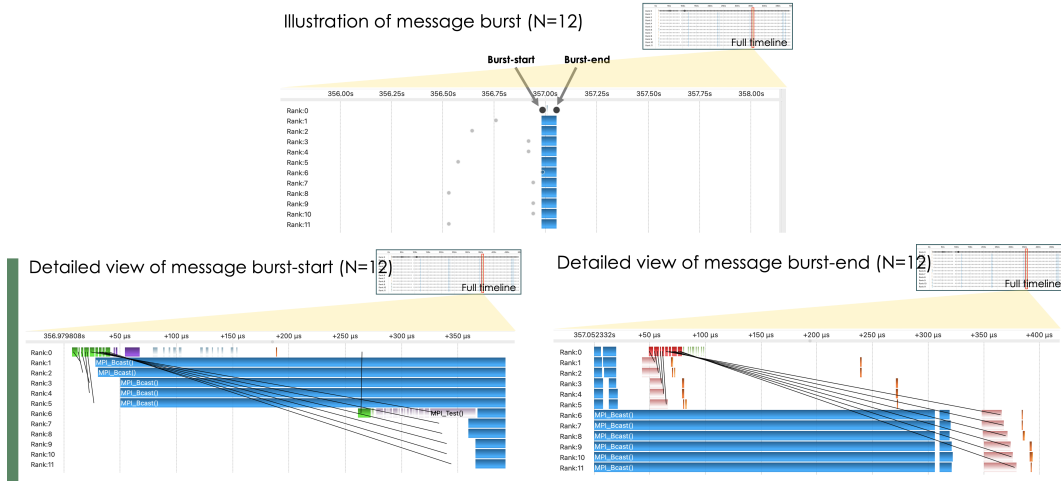 Illustration of message burst (N=12)
Full timeline
Burst-start
Burst-end
356.00s 356.25s 356.50s 356.75s 357.00s 357.25s 357.50s 357.75s 358.00s
Rank:0
Rank:1
Rank:2
Rank:3
Rank:4
Rank:5
Rank:6
Rank:7
Rank:8
Rank:9
Rank:10
Rank:11
Detailed view of message burst-start (N=12)
Full timeline
356.979808s +50 µs +100 µs +150 µs +200 µs +250 µs +300 µs +350 µs
Rank:0
Rank:1 MPI_Bcast()
Rank:2 MPI_Bcast()
Rank:3 MPI_Bcast()
Rank:4 MPI_Bcast()
Rank:5 MPI_Bcast()
Rank:6 MPI_Test()
Rank:7
Rank:8
Rank:9
Rank:10
Rank:11
Detailed view of message burst-end (N=12)
Full timeline
357.052332s +50 µs +100 µs +150 µs +200 µs +250 µs +300 µs +350 µs +400 µs
Rank:0
Rank:1
Rank:2
Rank:3
Rank:4
Rank:5
Rank:6 MPI_Bcast()
Rank:7 MPI_Bcast()
Rank:8 MPI_Bcast()
Rank:9 MPI_Bcast()
Rank:10 MPI_Bcast()
Rank:11 MPI_Bcast()